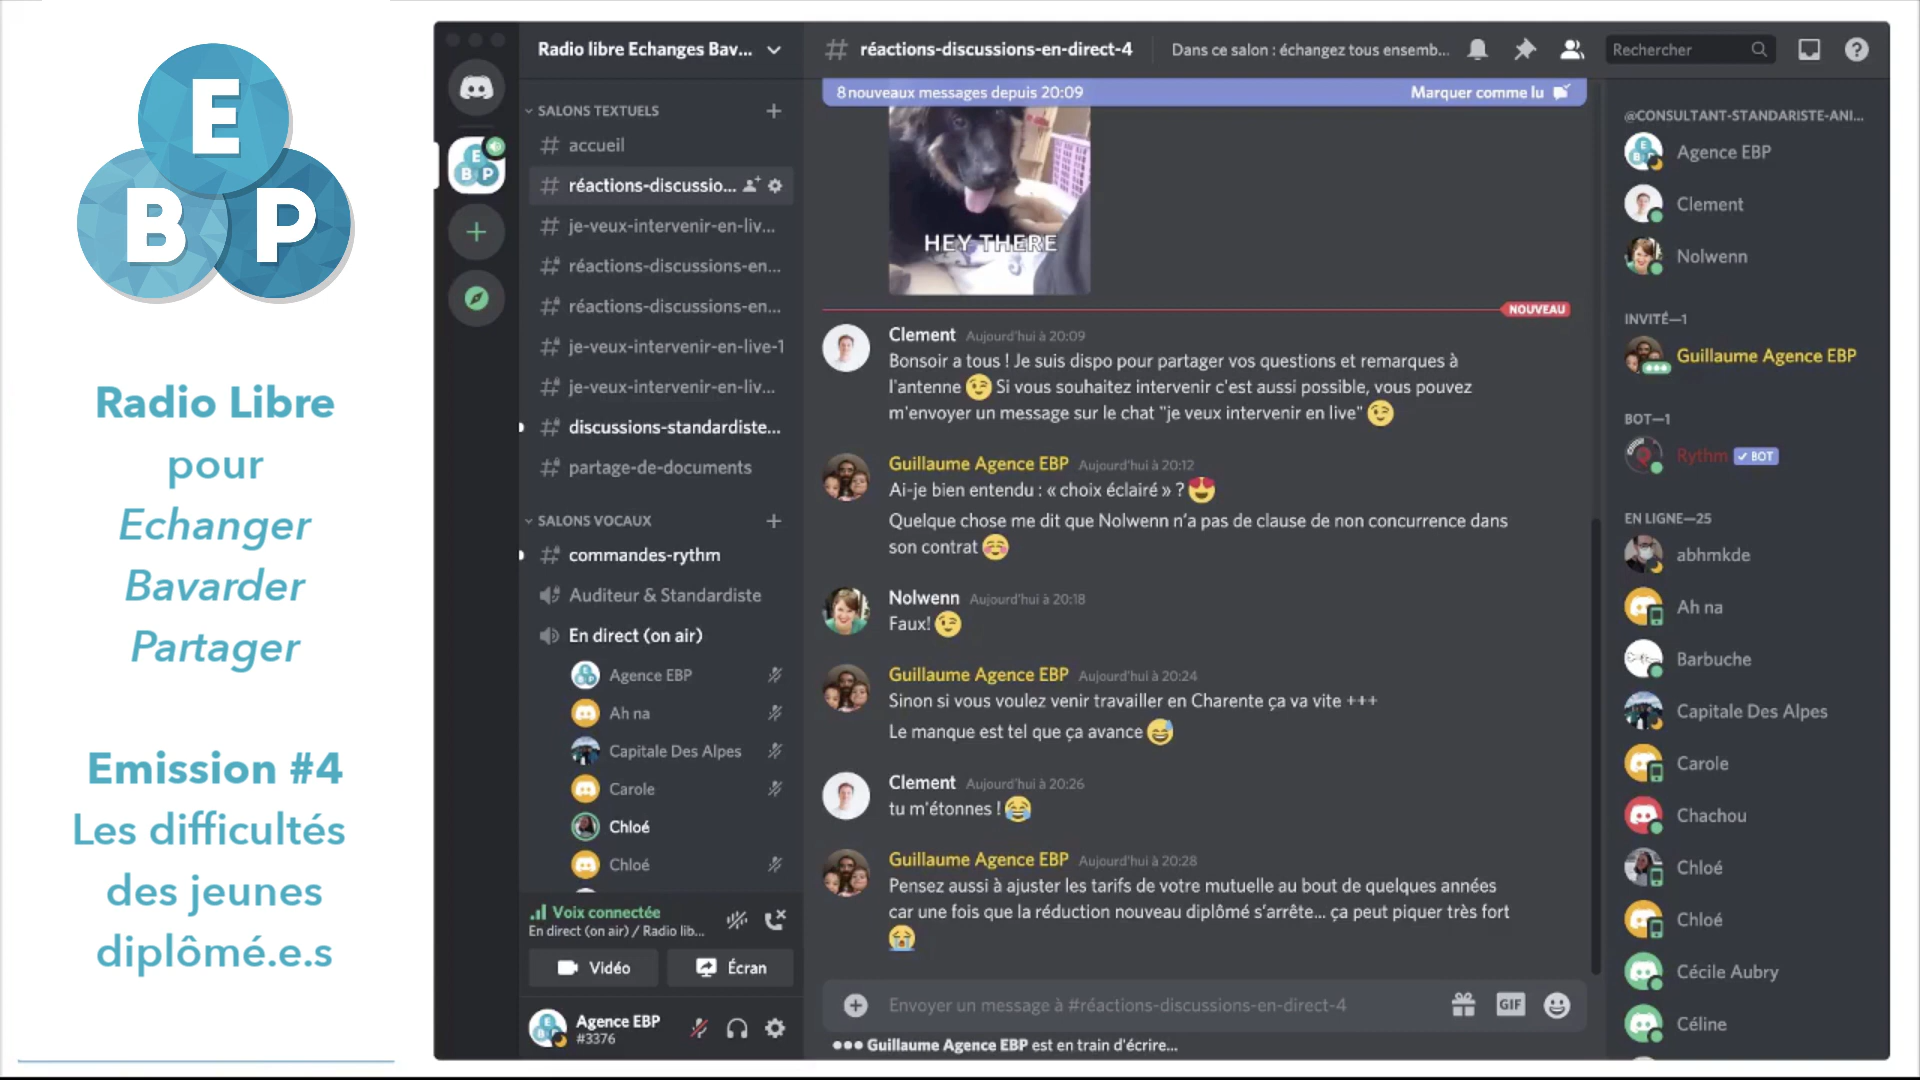 E
B P
Radio Libre
pour
Echanger
Bavarder
Partager
Emission #4
Les difficultés
des jeunes
diplômé.e.s
E
B P
Radio libre Echanges Bav...
SALONS TEXTUELS
# accueil
# réactions-discussio...
# je-veux-intervenir-en-liv...
# réactions-discussions-en...
# réactions-discussions-en...
# je-veux-intervenir-en-live-1
# je-veux-intervenir-en-liv...
# discussions-standardiste...
# partage-de-documents
SALONS VOCAUX
# commandes-rythm
Auditeur & Standardiste
En direct (on air)
Agence EBP
Ah na
Capitale Des Alpes
Carole
Chloé
Chloé
Voix connectée
En direct (on air) / Radio lib...
Vidéo
Écran
Agence EBP
#3376
# réactions-discussions-en-direct-4
Dans ce salon : échangez tous ensemb...
Rechercher
8 nouveaux messages depuis 20:09
Marquer comme lu
HEY THERE
NOUVEAU
Clement Aujourd'hui à 20:09
Bonsoir a tous ! Je suis dispo pour partager vos questions et remarques à
l'antenne 😉 Si vous souhaitez intervenir c'est aussi possible, vous pouvez
m'envoyer un message sur le chat "je veux intervenir en live" 😉
Guillaume Agence EBP Aujourd'hui à 20:12
Ai-je bien entendu : « choix éclairé » ? 😍
Quelque chose me dit que Nolwenn n’a pas de clause de non concurrence dans
son contrat ☺️
Nolwenn Aujourd'hui à 20:18
Faux! 😉
Guillaume Agence EBP Aujourd'hui à 20:24
Sinon si vous voulez venir travailler en Charente ça va vite +++
Le manque est tel que ça avance 😅
Clement Aujourd'hui à 20:26
tu m'étonnes ! 😂
Guillaume Agence EBP Aujourd'hui à 20:28
Pensez aussi à ajuster les tarifs de votre mutuelle au bout de quelques années
car une fois que la réduction nouveau diplômé s’arrête... ça peut piquer très fort
😭
Envoyer un message à #réactions-discussions-en-direct-4
GIF
Guillaume Agence EBP est en train d'écrire...
@CONSULTANT-STANDARISTE-ANI...
Agence EBP
Clement
Nolwenn
INVITÉ—1
Guillaume Agence EBP
BOT—1
Rythm BOT
EN LIGNE—25
abhmkde
Ah na
Barbuche
Capitale Des Alpes
Carole
Chachou
Chloé
Chloé
Cécile Aubry
Céline